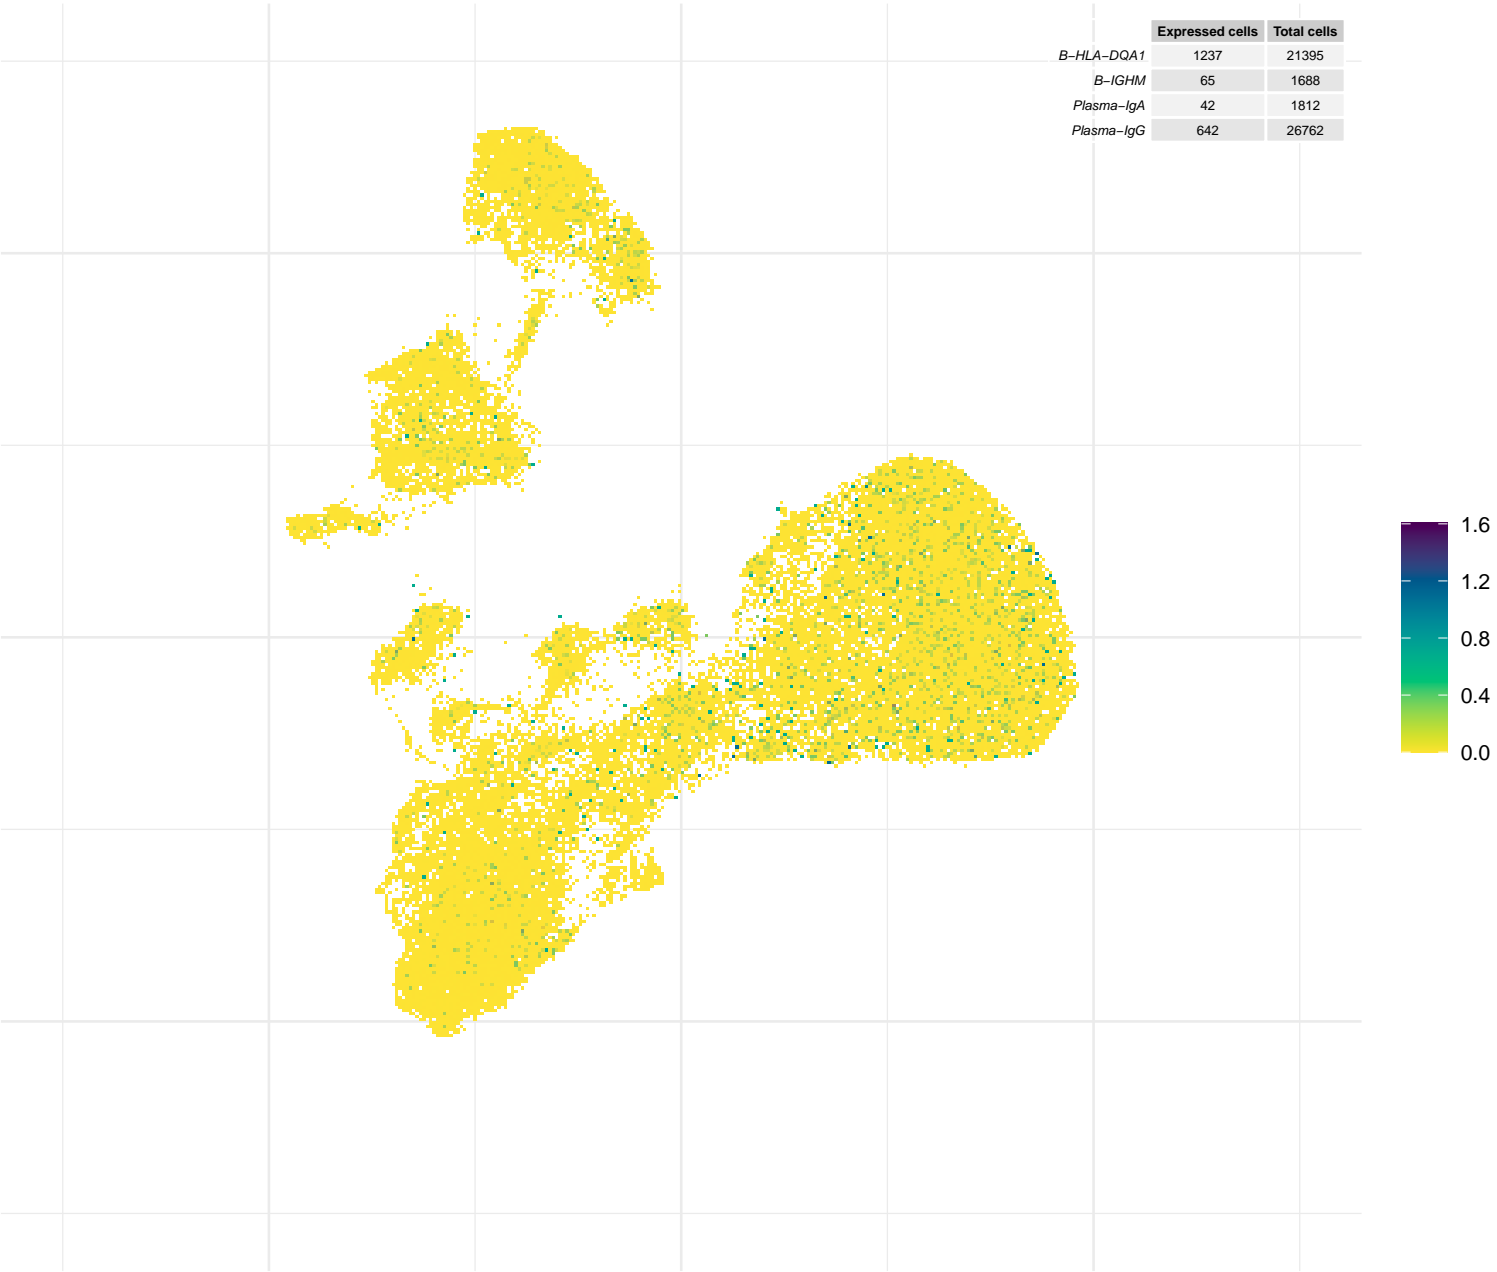 Expressed cells Total cells
B−HLA−DQA1 1237 21395
B−IGHM 65 1688
Plasma−IgA 42 1812
Plasma−IgG 642 26762
1.6
1.2
0.8
0.4
0.0